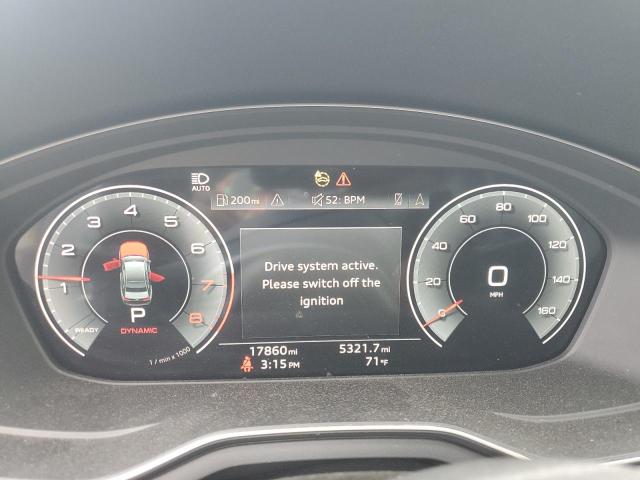 AUTO
200mi
52: BPM
1
2
3
4
5
6
7
8
READY
P
DYNAMIC
1 / min x 1000
Drive system active.
Please switch off the
ignition
0
20
40
60
80
100
120
140
160
0
MPH
17860mi
5321.7mi
3:15 PM
71°F